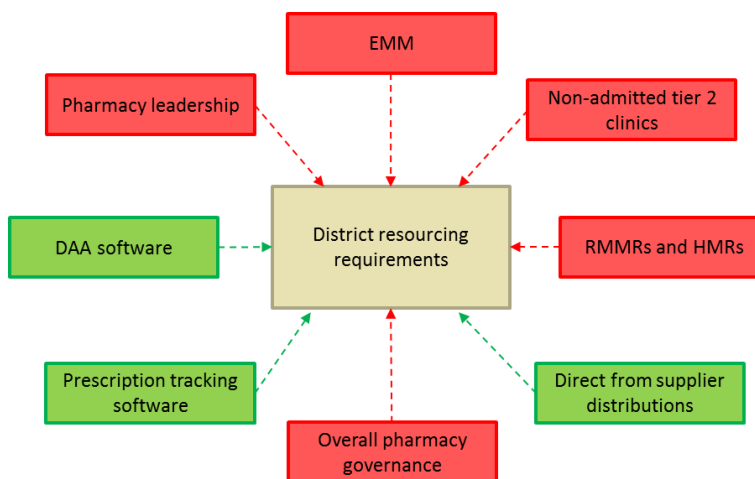 EMM
Pharmacy leadership
Non-admitted tier 2
clinics
DAA software
District resourcing
requirements
RMMRs and HMRs
Prescription tracking
software
Direct from supplier
distributions
Overall pharmacy
governance